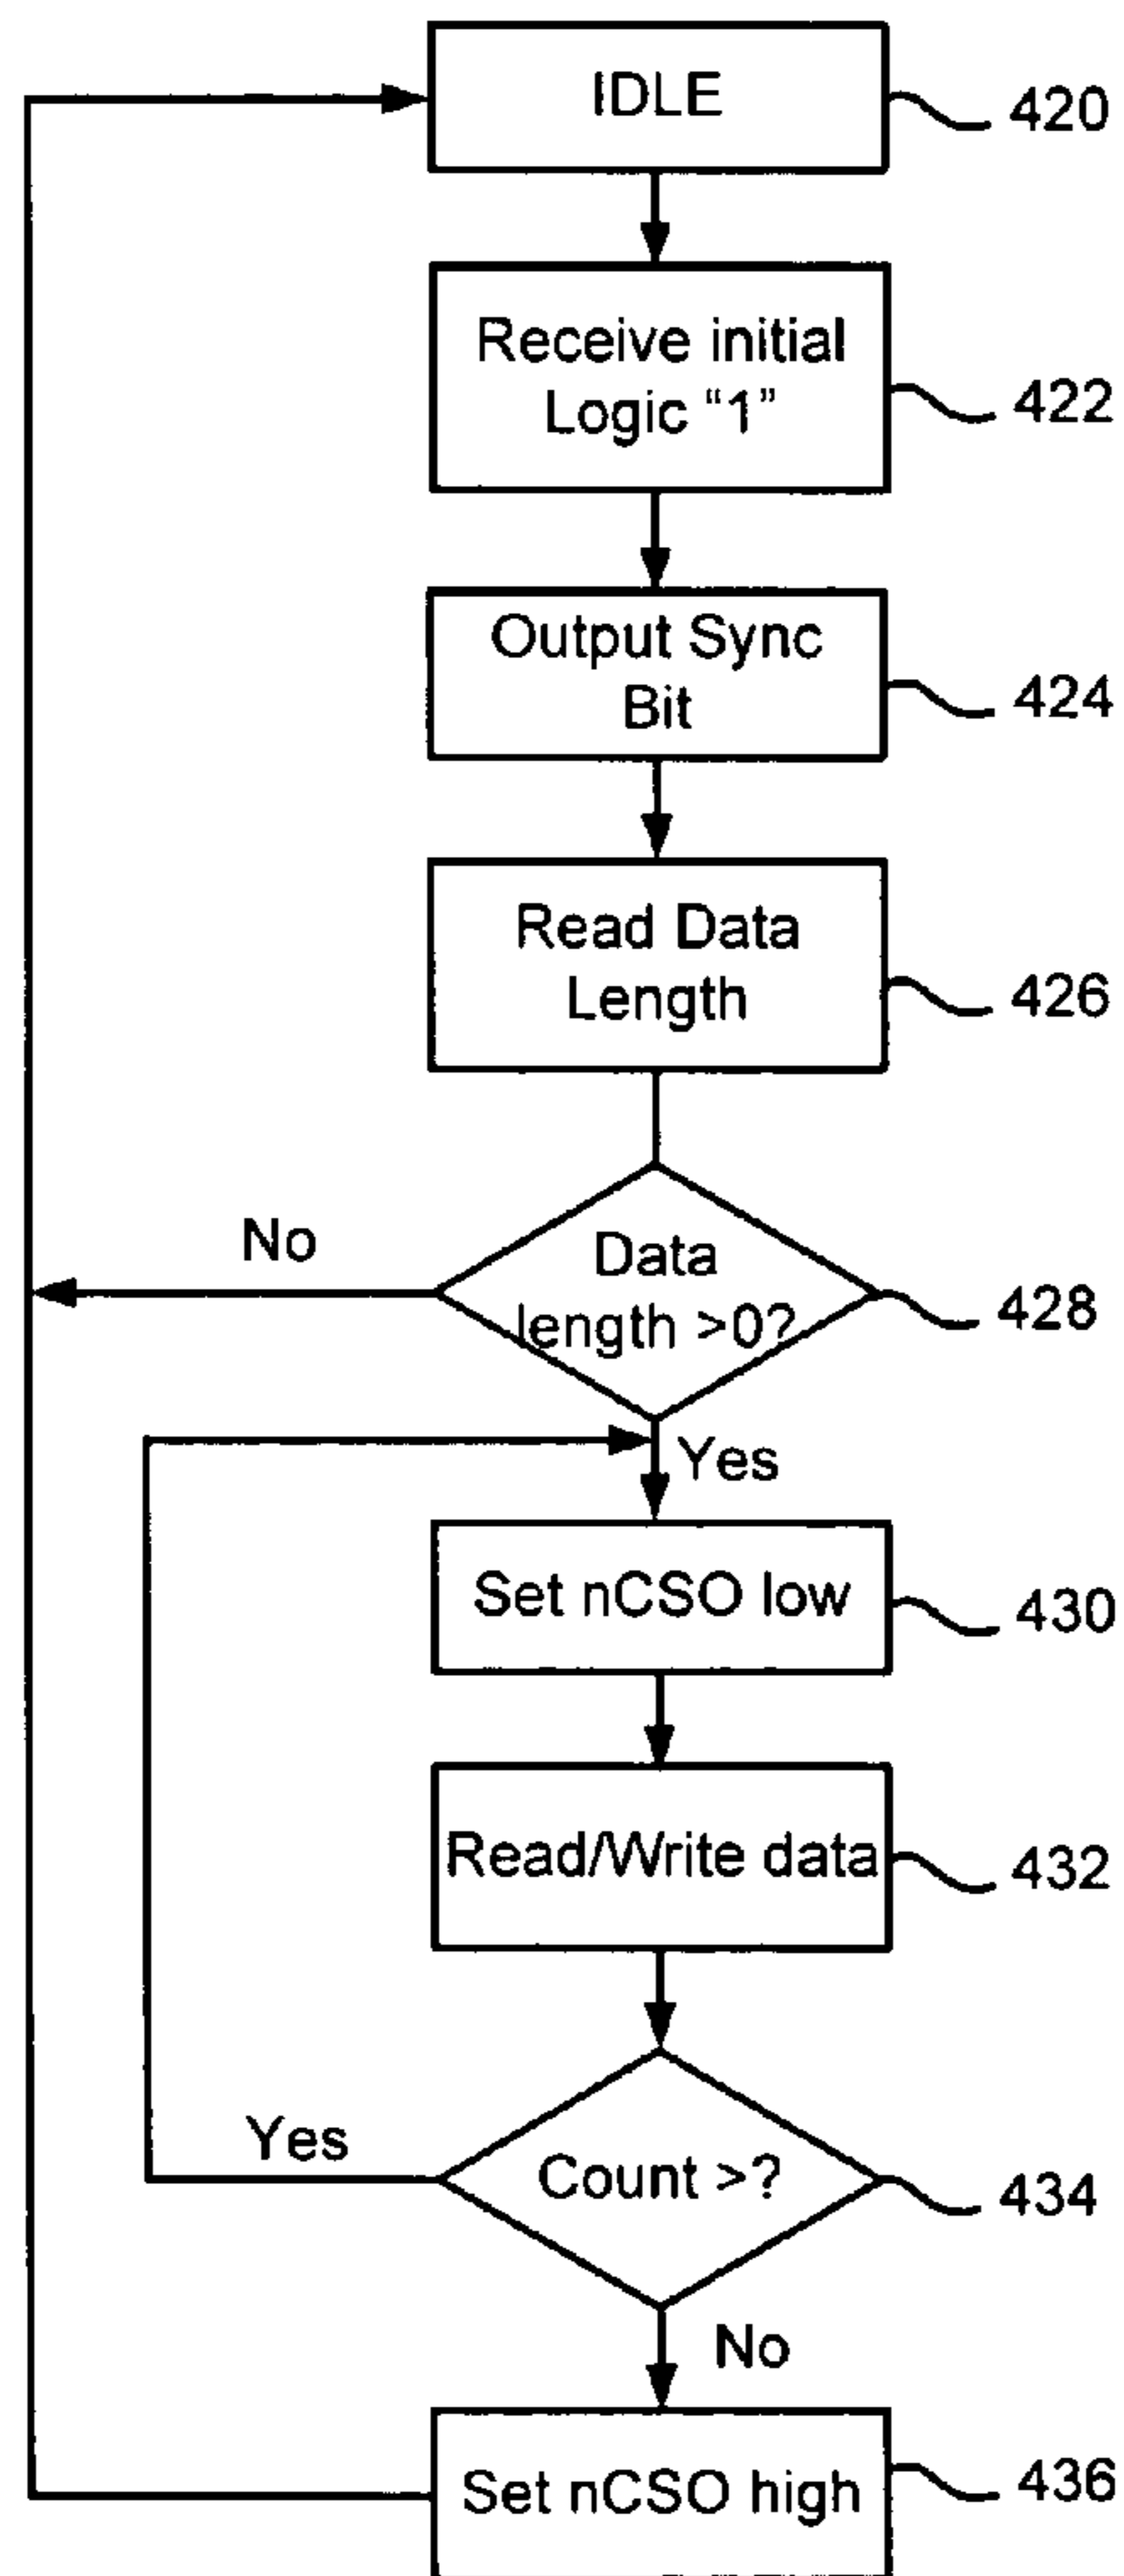 IDLE
420
Receive initial
Logic “1”
422
Output Sync
Bit
424
Read Data
Length
426
No
Data
length >0?
428
Yes
Set nCSO low
430
Read/Write data
432
Yes
Count >?
434
No
Set nCSO high
436